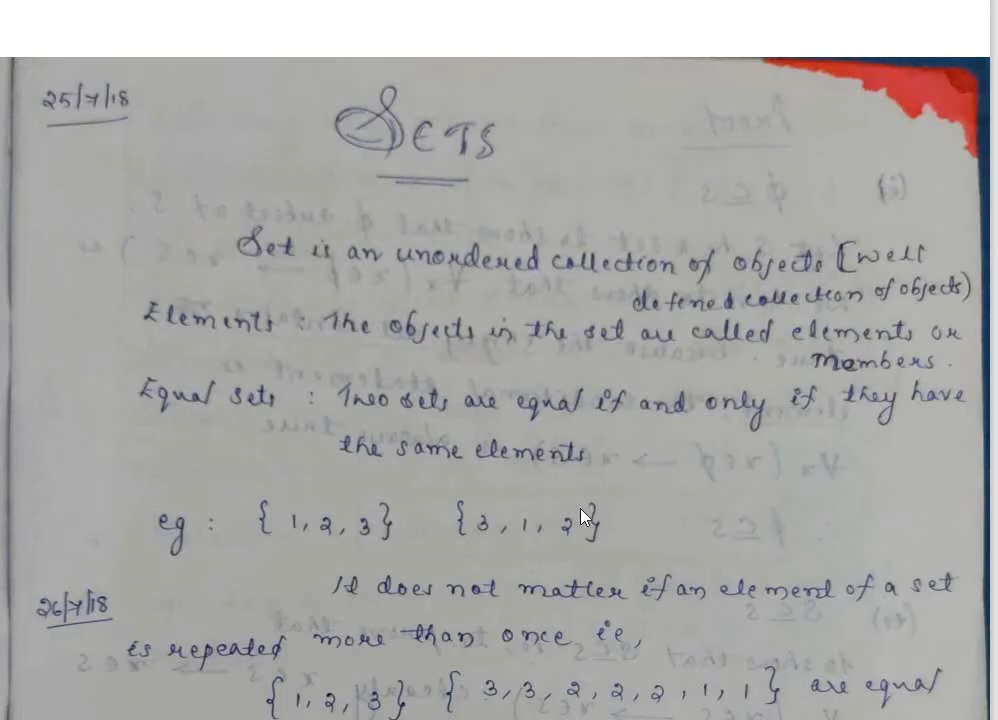 25/7/18
SETS
Set is an unordered collection of objects [well
defined collection of objects)
Elements : The objects in the set are called elements or
members.
Equal sets : Two sets are equal if and only if they have
the same elements
eg : { 1, 2, 3} {3, 1, 2}
It does not matter if an element of a set
26/7/18
is repeated more than once ie,
{1, 2, 3} { 3, 3, 2, 2, 2, 1, 1} are equal